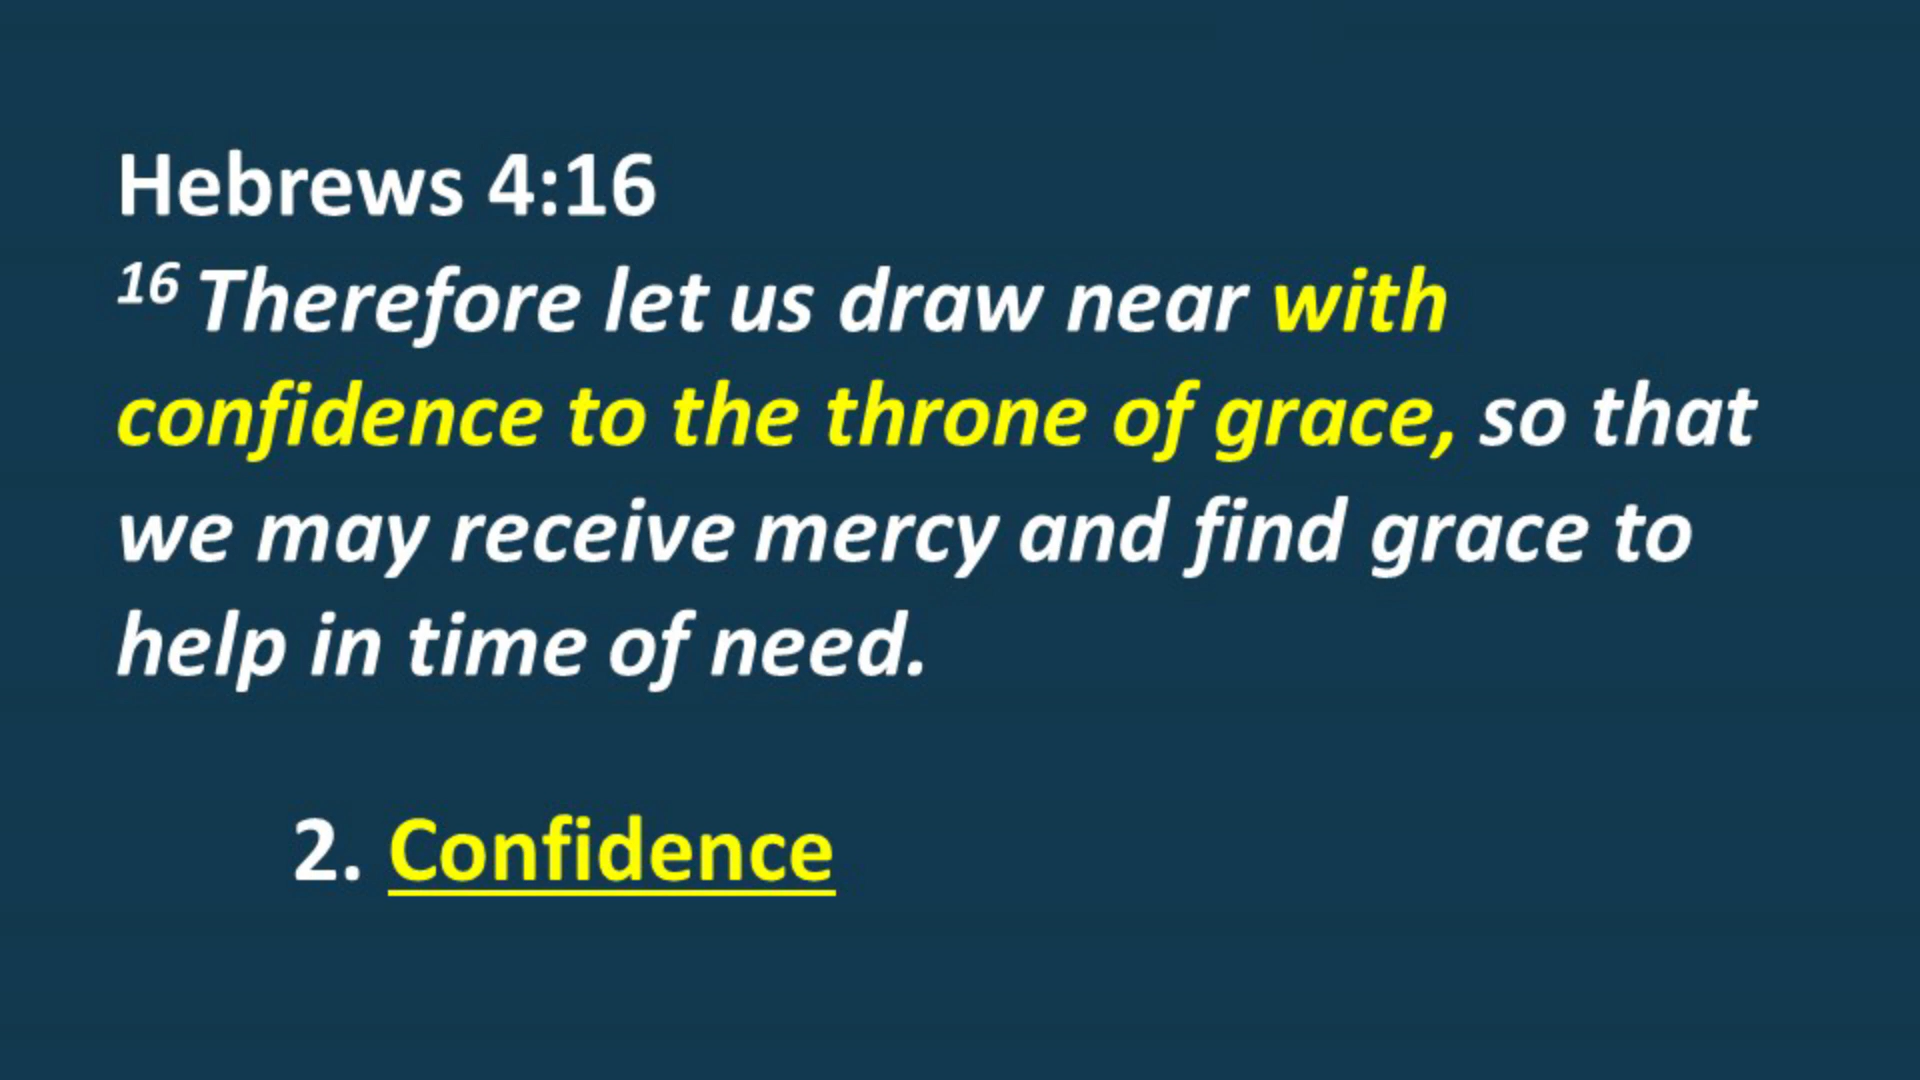 Hebrews 4:16
16 Therefore let us draw near with
confidence to the throne of grace, so that
we may receive mercy and find grace to
help in time of need.
2. Confidence